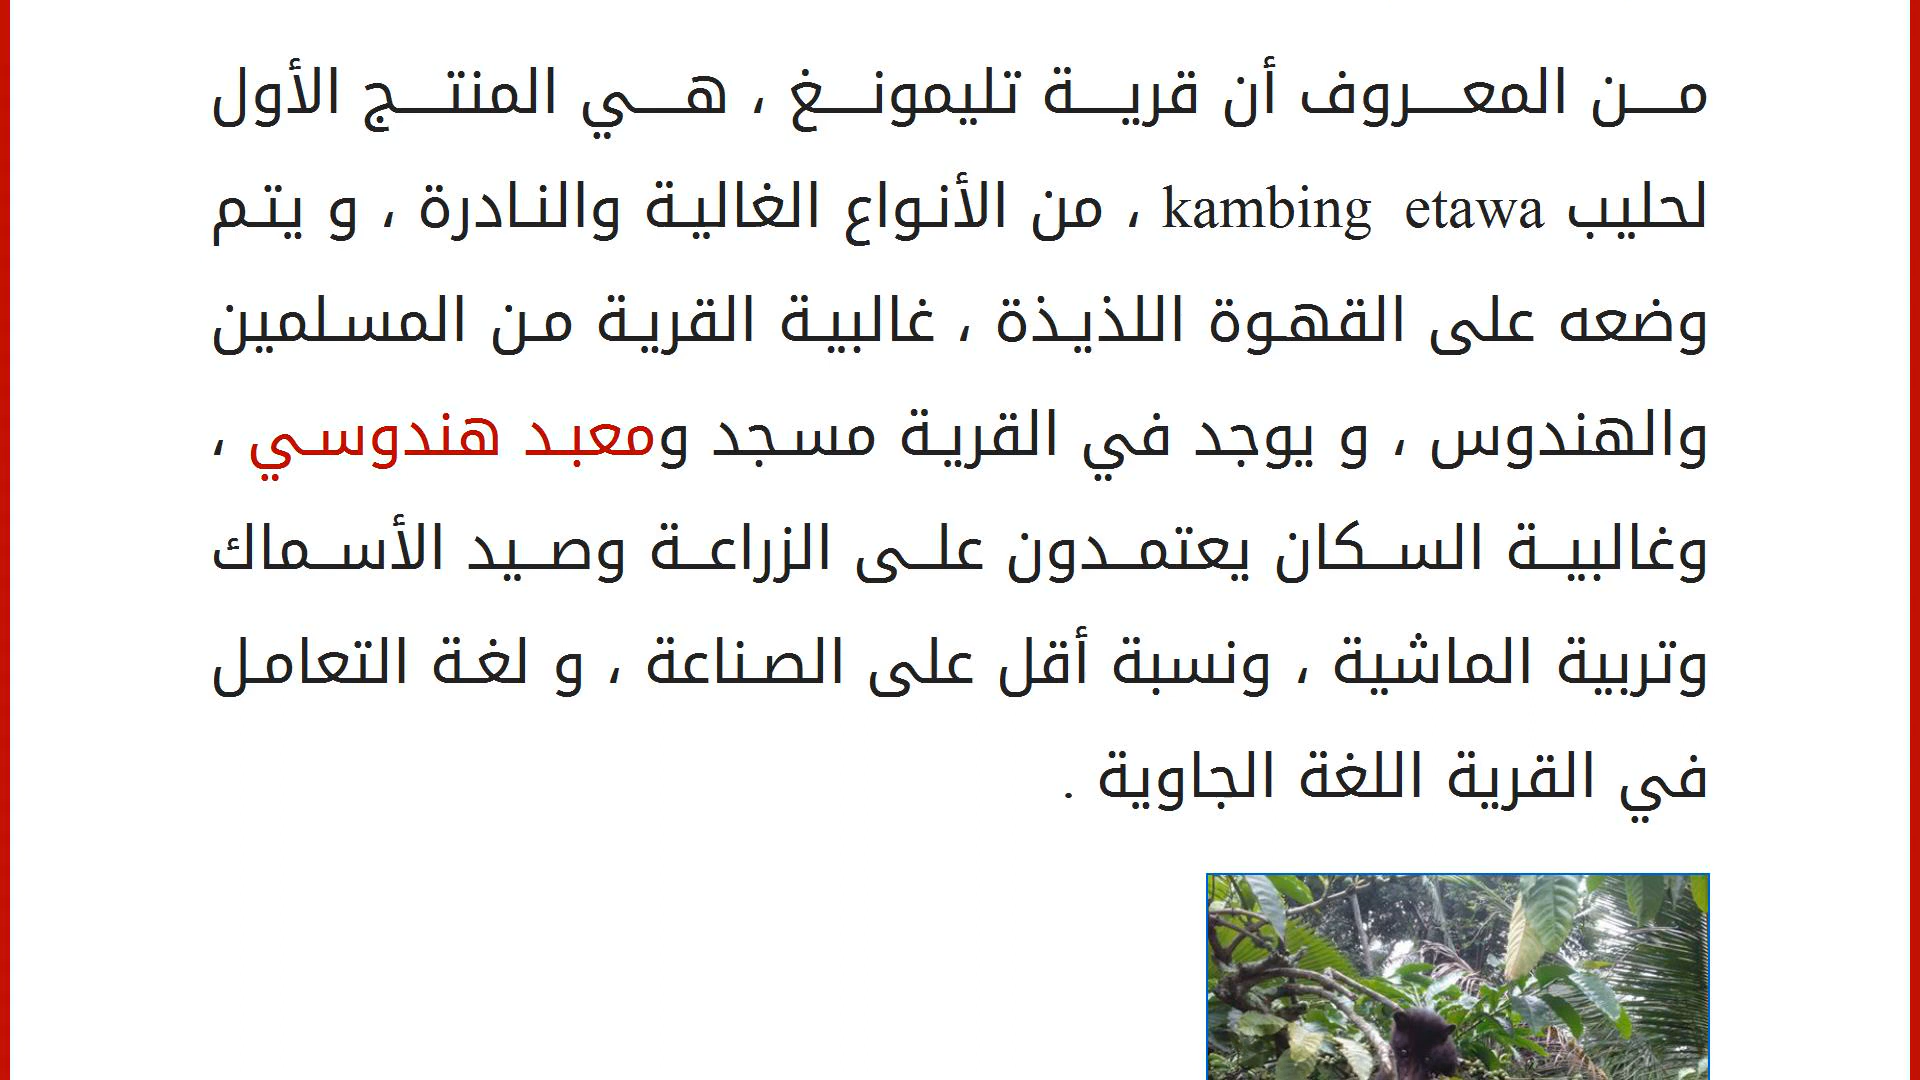 من المعروف أن قرية تليمونغ ، هي المنتج الأول
لحليب kambing etawa ، من الأنواع الغالية والنادرة ، و يتم
وضعه على القهوة اللذيذة ، غالبية القرية من المسلمين
والهندوس ، و يوجد في القرية مسجد ومعبد هندوسي ،
وغالبية السكان يعتمدون على الزراعة وصيد الأسماك
وتربية الماشية ، ونسبة أقل على الصناعة ، و لغة التعامل
في القرية اللغة الجاوية .